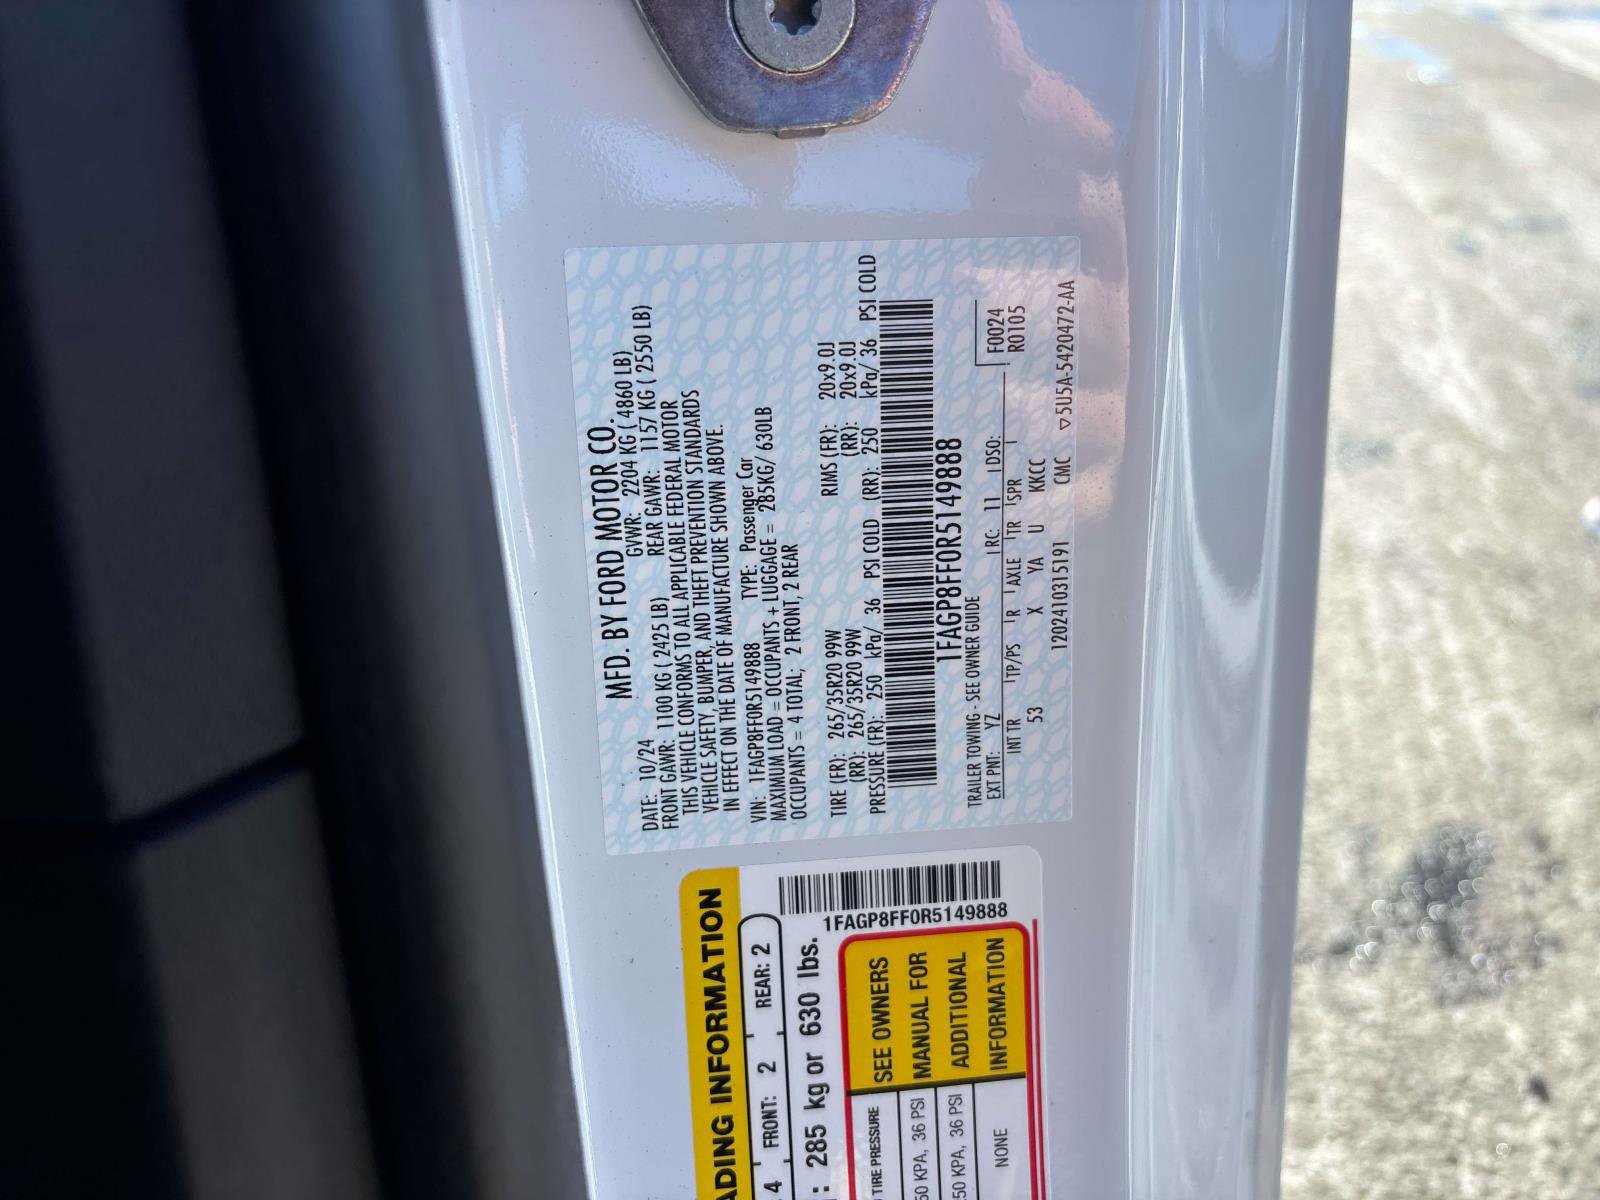 MFD. BY FORD MOTOR CO.
DATE: 10/24 GVWR: 2204 KG ( 4860 LB)
FRONT GAWR: 1100 KG ( 2425 LB) REAR GAWR: 1157 KG ( 2550 LB)
THIS VEHICLE CONFORMS TO ALL APPLICABLE FEDERAL MOTOR
VEHICLE SAFETY, BUMPER, AND THEFT PREVENTION STANDARDS
IN EFFECT ON THE DATE OF MANUFACTURE SHOWN ABOVE.
VIN: 1FAGP8FF0R5149888 TYPE: Passenger Car
MAXIMUM LOAD = OCCUPANTS + LUGGAGE = 285KG/ 630LB
OCCUPANTS = 4 TOTAL; 2 FRONT, 2 REAR
TIRE (FR): 265/35R20 99W RIMS (FR): 20x9.0J
(RR): 265/35R20 99W (RR): 20x9.0J
PRESSURE (FR): 250 kPa/ 36 PSI COLD (RR): 250 kPa/ 36 PSI COLD
1FAGP8FF0R5149888
TRAILER TOWING - SEE OWNER GUIDE
EXT PNT: YZ RC: 11 DSO: F0024
INT TR TP/PS R AXLE TR SPR R0105
53 X YA U KKCC
12024103151​91 CMC ▽5U5A-5420472-AA
ADING INFORMATION
4 FRONT: 2 REAR: 2
: 285 kg or 630 lbs.
1FAGP8FF0R5149888
TIRE PRESSURE
50 KPA, 36 PSI
50 KPA, 36 PSI
NONE
SEE OWNERS
MANUAL FOR
ADDITIONAL
INFORMATION